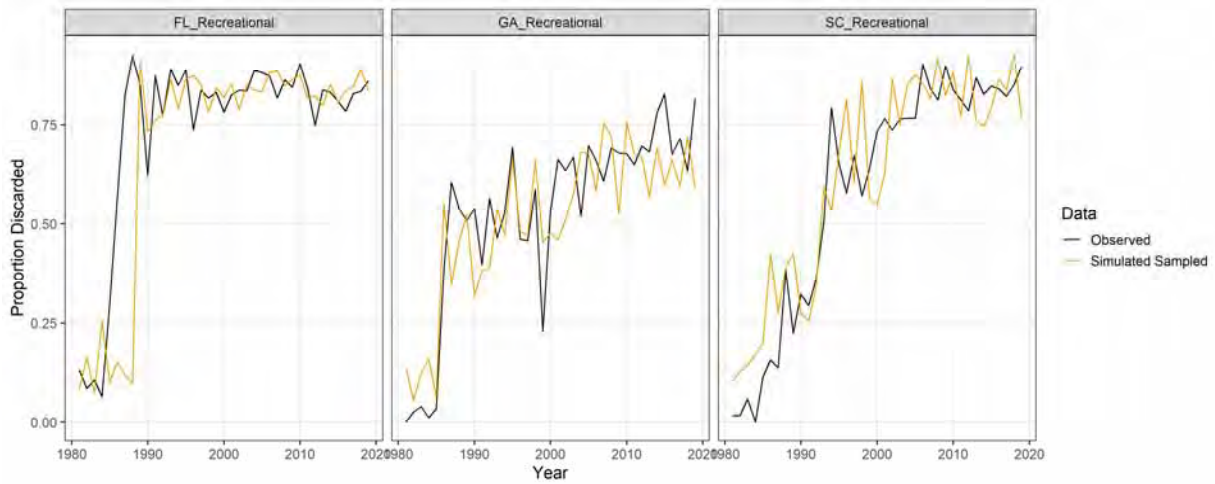 FL_Recreational GA_Recreational SC_Recreational
Proportion Discarded
0.75
0.50
0.25
0.00
1980 1990 2000 2010 2020 1980 1990 2000 2010 2020 1980 1990 2000 2010 2020
Year
Data
Observed
Simulated Sampled